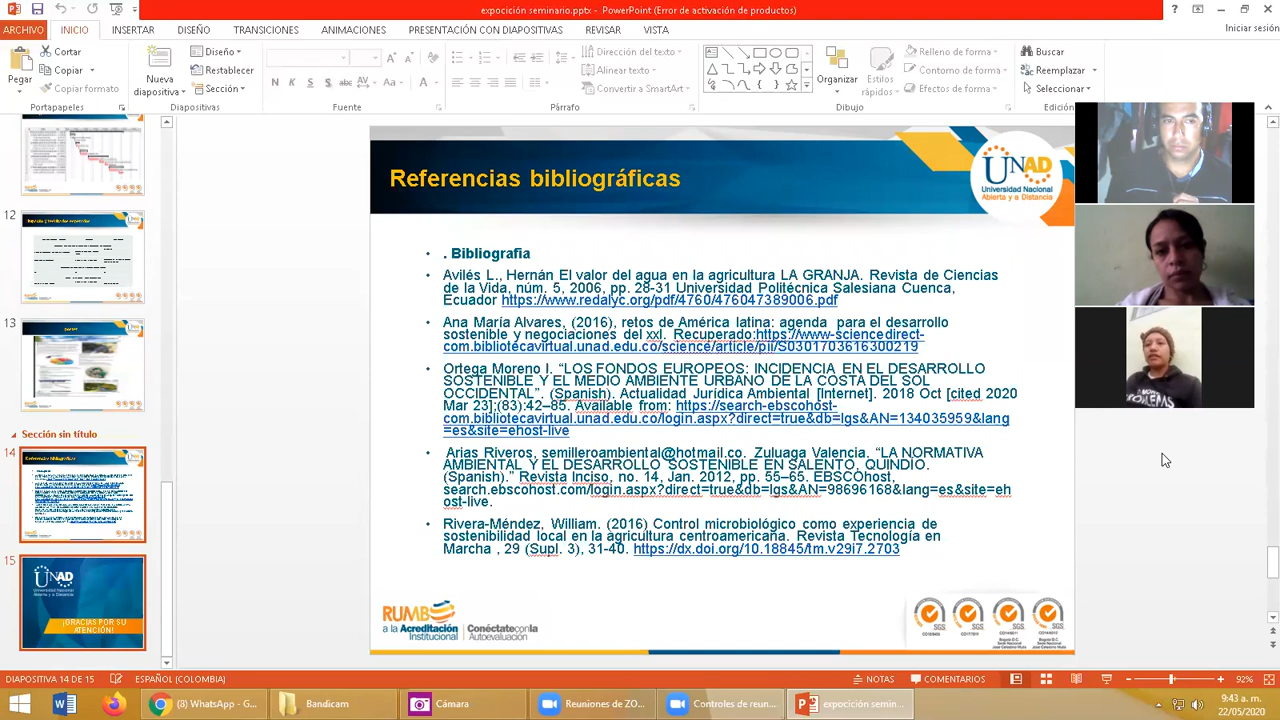 expocición seminario.pptx - PowerPoint (Error de activación de productos)
ARCHIVO INICIO INSERTAR DISEÑO TRANSICIONES ANIMACIONES PRESENTACIÓN CON DIAPOSITIVAS REVISAR VISTA Iniciar sesión
Pegar
Cortar
Copiar
Copiar formato
Portapapeles
Nueva
diapositiva
Diseño
Restablecer
Sección
Diapositivas
N K S S abc AV Aa A
Fuente
Dirección del texto
Alinear texto
Convertir a SmartArt
Párrafo
Organizar
Estilos
rápidos
Relleno de forma
Contorno de forma
Efectos de forma
Dibujo
Buscar
Reemplazar
Seleccionar
Edición
12
13
Sección sin título
14
15
UNAD
¡GRACIAS POR SU
ATENCIÓN!
Referencias bibliográficas
UNAD
Universidad Nacional
Abierta y a Distancia
• . Bibliografía
• Avilés L., Hernán El valor del agua en la agricultura LA GRANJA. Revista de Ciencias
de la Vida, núm. 5, 2006, pp. 28-31 Universidad Politécnica Salesiana Cuenca,
Ecuador https://www.redalyc.org/pdf/4760/476047389006.pdf
• Ana María Alvares (2016), retos de América latina: agenda para el desarrollo
sostenible y negociaciones del xxl. Recuperado:https://www-sciencedirect-
com.bibliotecavirtual.unad.edu.co/science/article/pii/S0301703616300219
• Ortega Moreno I. “LOS FONDOS EUROPEOS: INCIDENCIA EN EL DESARROLLO
SOSTENIBLE Y EL MEDIO AMBIENTE URBANO DE LA COSTA DEL SOL
OCCIDENTAL”. (Spanish). Actualidad Jurídica Ambiental [Internet]. 2018 Oct [cited 2020
Mar 23];(83):42–85. Available from: https://search-ebscohost-
com.bibliotecavirtual.unad.edu.co/login.aspx?direct=true&db=lgs&AN=134035959&lang
=es&site=ehost-live
• Arias Riveros, semilleroambiental@hotmail.co, Zuluaga Valencia. “LA NORMATIVA
AMBIENTAL Y EL DESARROLLO SOSTENIBLE EN GENITO, QUINDÍO.
(Spanish).” Revista Inciso, no. 14, Jan. 2012, pp. 55–65. EBSCOhost,
search.ebscohost.com/login.aspx?direct=true&db=lgs&AN=98696168&lang=es&site=eh
ost-live.
• Rivera-Méndez, William. (2016) Control microbiológico como experiencia de
sostenibilidad local en la agricultura centroamericana. Revista Tecnología en
Marcha , 29 (Supl. 3), 31-40. https://dx.doi.org/10.18845/tm.v29i7.2703
RUMBO
a la Acreditación
Institucional
Conéctate con la
Autoevaluación
SGS SGS SGS SGS
DIAPOSITIVA 14 DE 15 ESPAÑOL (COLOMBIA) NOTAS COMENTARIOS 92%
(8) WhatsApp - G... Bandicam Cámara Reuniones de ZO... Controles de reun... expocición semin...
9:43 a. m.
22/05/2020